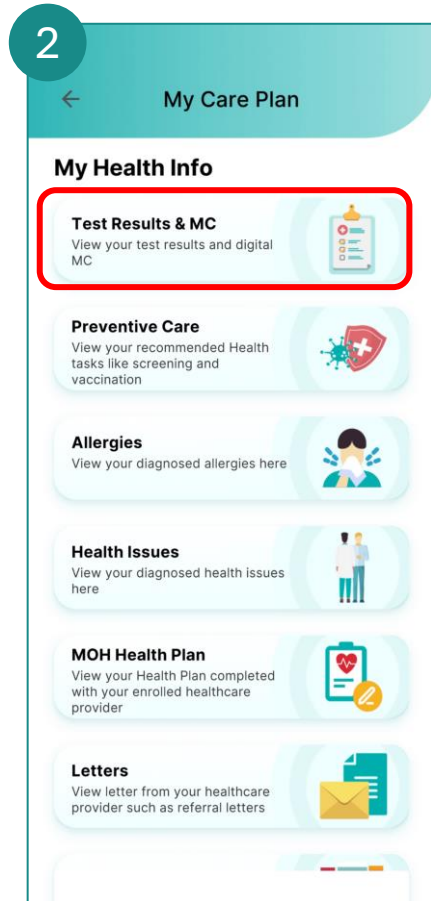 2
My Care Plan
My Health Info
Test Results & MC
View your test results and digital
MC
Preventive Care
View your recommended Health
tasks like screening and
vaccination
Allergies
View your diagnosed allergies here
Health Issues
View your diagnosed health issues
here
MOH Health Plan
View your Health Plan completed
with your enrolled healthcare
provider
Letters
View letter from your healthcare
provider such as referral letters